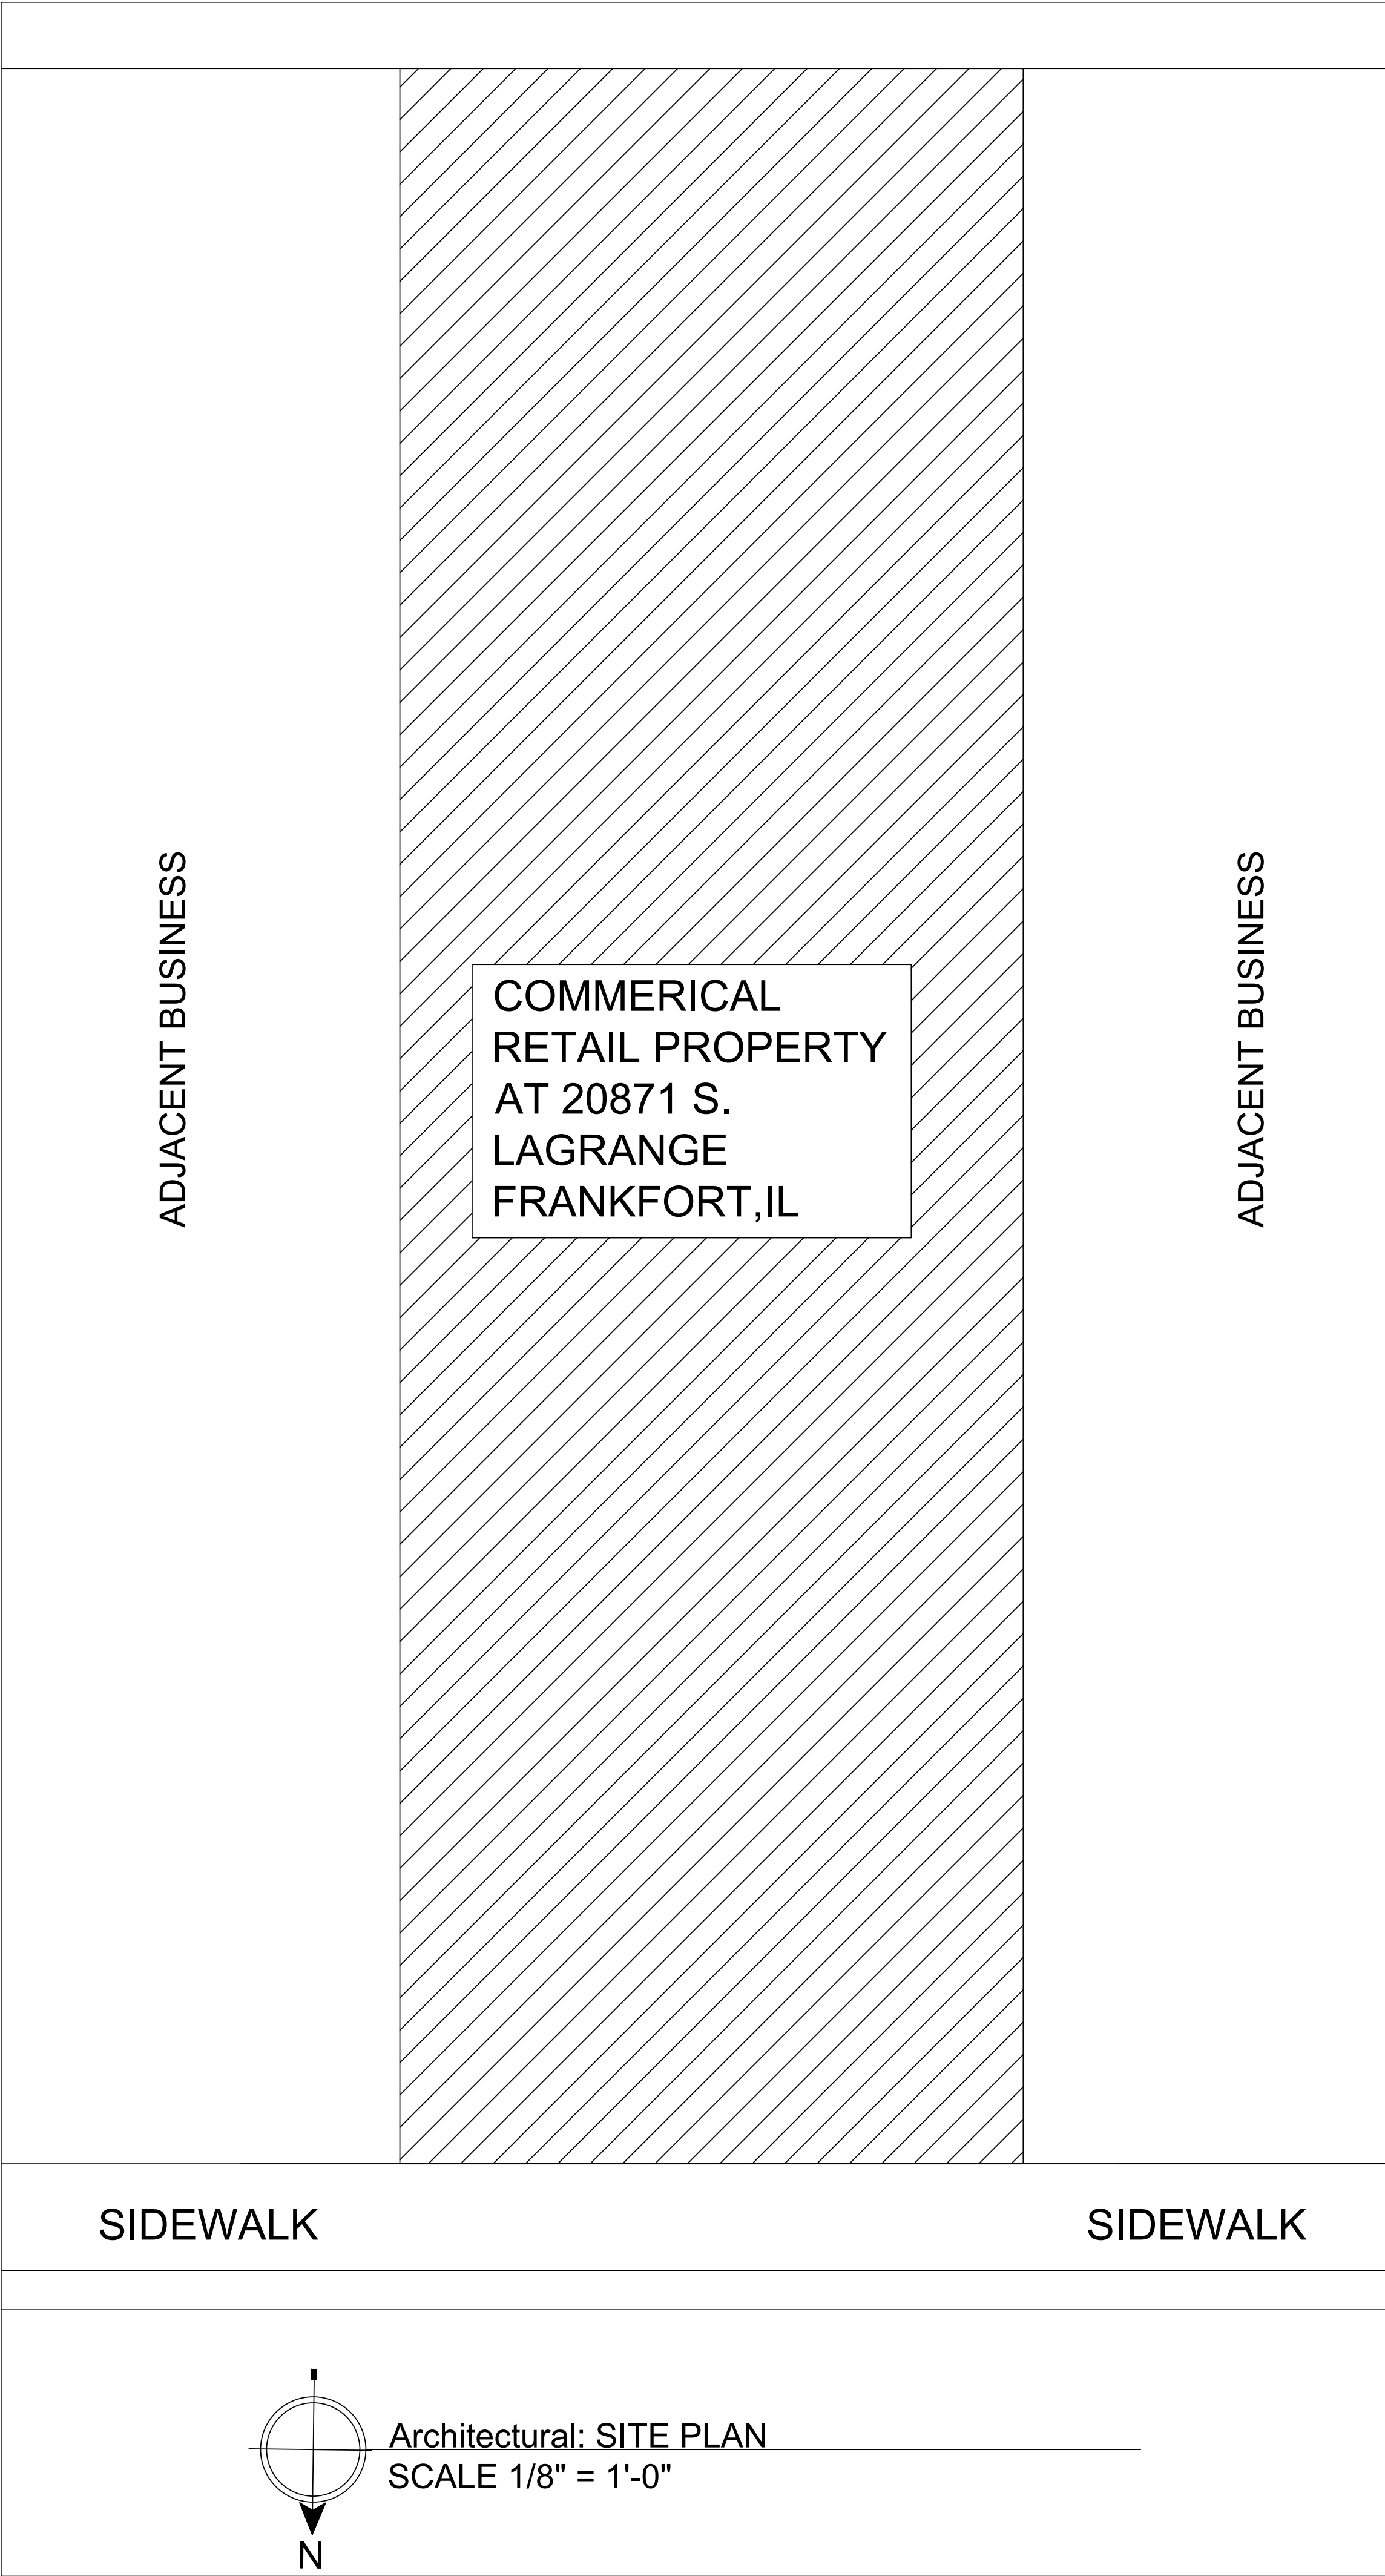 ADJACENT BUSINESS
COMMERICAL
RETAIL PROPERTY
AT 20871 S.
LAGRANGE
FRANKFORT,IL
ADJACENT BUSINESS
SIDEWALK
SIDEWALK
Architectural: SITE PLAN
SCALE 1/8" = 1'-0"
N